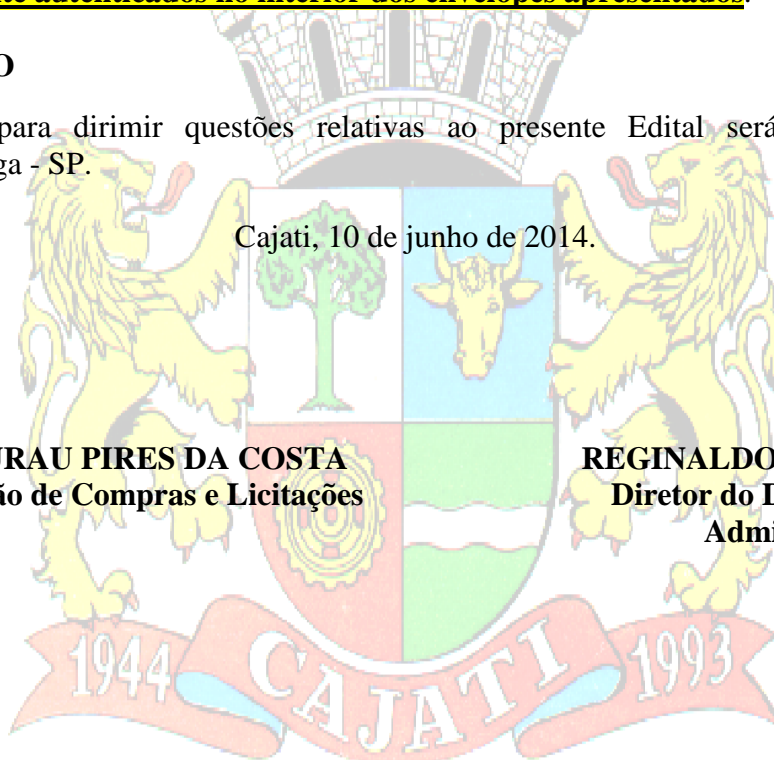 te autenticados no interior dos envelopes apresentados.
O
para dirimir questões relativas ao presente Edital será
ga - SP.
Cajati, 10 de junho de 2014.
URAU PIRES DA COSTA REGINALDO
ão de Compras e Licitações Diretor do D
Admi
1944 CAJATI 1993